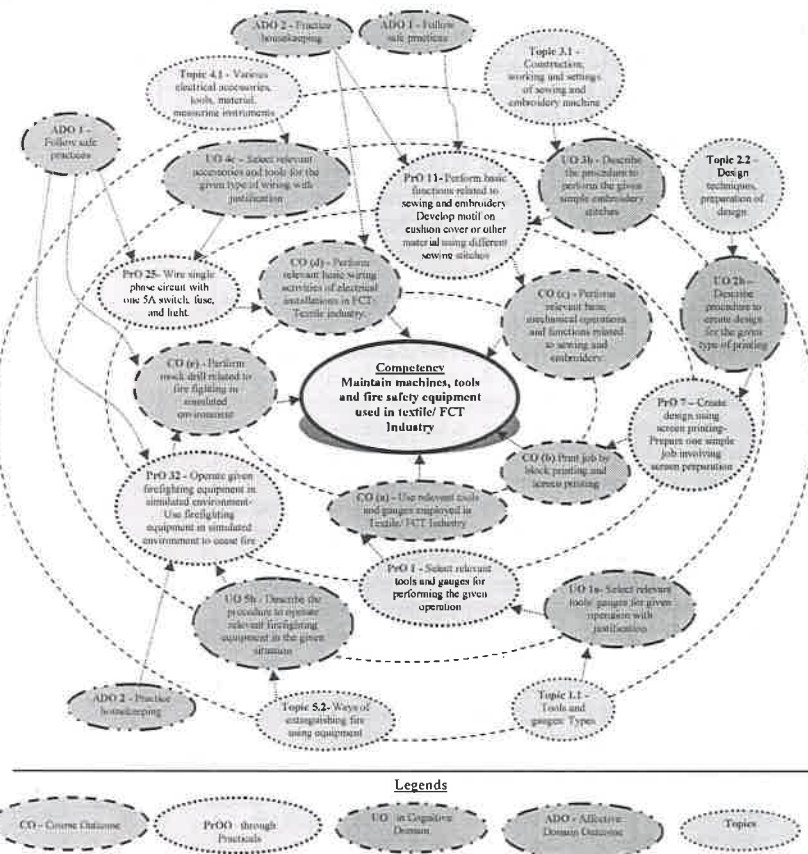 ADO 2 - Practice
housekeeping
ADO 1 - Follow
safe practices
Topic 3.1 -
Construction,
working and settings
of sewing and
embroidery machine
Topic 4.1 - Various
electrical accessories,
tools, material,
measuring instruments
ADO 1 -
Follow safe
practices
UO 4c - Select relevant
accessories and tools for the
given type of wiring with
justification
PrO 11- Perform basic
functions related to
sewing and embroidery
Develop motif on
cushion cover or other
material using different
sewing stitches
UO 3b - Describe
the procedure to
perform the given
simple embroidery
stitches
Topic 2.2 -
Design
techniques,
preparation of
design
PrO 25- Wire single
phase circuit with
one 5A switch, fuse,
and light.
CO (d) - Perform
relevant basic wiring
activities of electrical
installations in FCT-
Textile industry.
CO (c) - Perform
relevant basic
mechanical operations
and functions related
to sewing and
embroidery.
UO 2b -
Describe
procedure to
create design
for the given
type of printing
CO (e) - Perform
mock drill related to
fire fighting in
simulated
environment
Competency
Maintain machines, tools
and fire safety equipment
used in textile/ FCT
Industry
PrO 7 - Create
design using
screen printing-
Prepare one simple
job involving
screen preparation
CO (b) Print job by
block printing and
screen printing
PrO 32 - Operate given
firefighting equipment in
simulated environment-
Use firefighting
equipment in simulated
environment to cease fire
CO (a) - Use relevant tools
and gauges employed in
Textile/ FCT Industry
PrO 1 - Select relevant
tools and gauges for
performing the given
operation
UO 5b - Describe the
procedure to operate
relevant firefighting
equipment in the given
situation
UO 1a- Select relevant
tools/ gauges for given
operation with
justification
ADO 2 - Practice
housekeeping
Topic 5.2- Ways of
extinguishing fire
using equipment
Topic 1.1 -
Tools and
gauges: Types
Legends
CO - Course Outcome
PrOO - through
Practicals
UO - in Cognitive
Domain
ADO - Affective
Domain Outcome
Topics